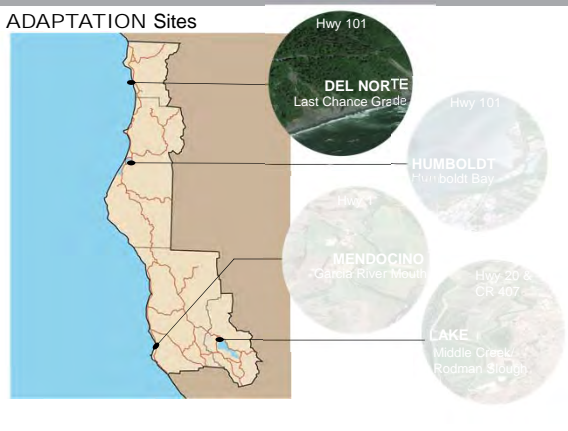 ADAPTATION Sites
Hwy 101
DEL NORTE
Last Chance Grade
Hwy 101
HUMBOLDT
Humboldt Bay
Hwy 1
MENDOCINO
Garcia River Mouth
Hwy 20 &
CR 407
LAKE
Middle Creek
Rodman Slough